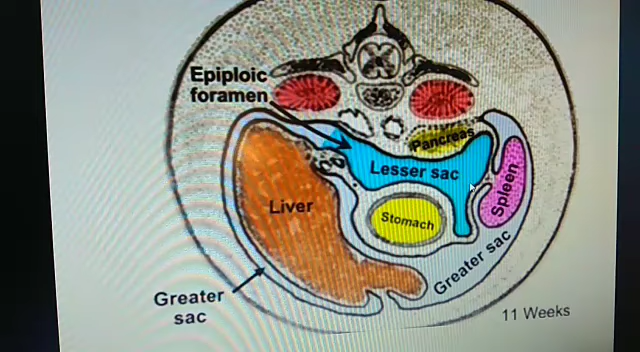 Epiploic
foramen
Pancreas
Lesser sac
Liver
Stomach
Spleen
Greater sac
Greater
sac
11 Weeks